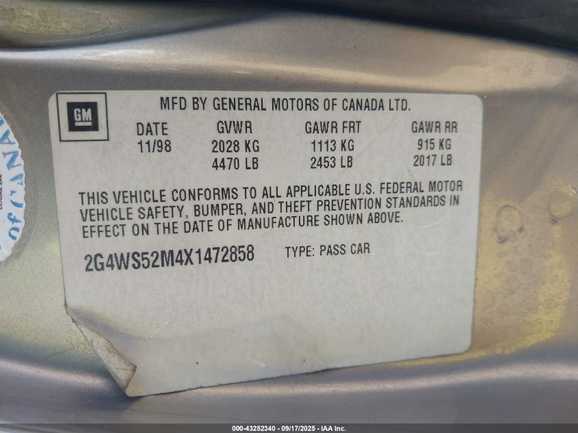 GM
MFD BY GENERAL MOTORS OF CANADA LTD.
DATE GVWR GAWR FRT GAWR RR
11/98 2028 KG 1113 KG 915 KG
4470 LB 2453 LB 2017 LB
THIS VEHICLE CONFORMS TO ALL APPLICABLE U.S. FEDERAL MOTOR
VEHICLE SAFETY, BUMPER, AND THEFT PREVENTION STANDARDS IN
EFFECT ON THE DATE OF MANUFACTURE SHOWN ABOVE.
2G4WS52M4X1472858 TYPE: PASS CAR
000-43252340 - 09/17/2025 - IAA Inc.